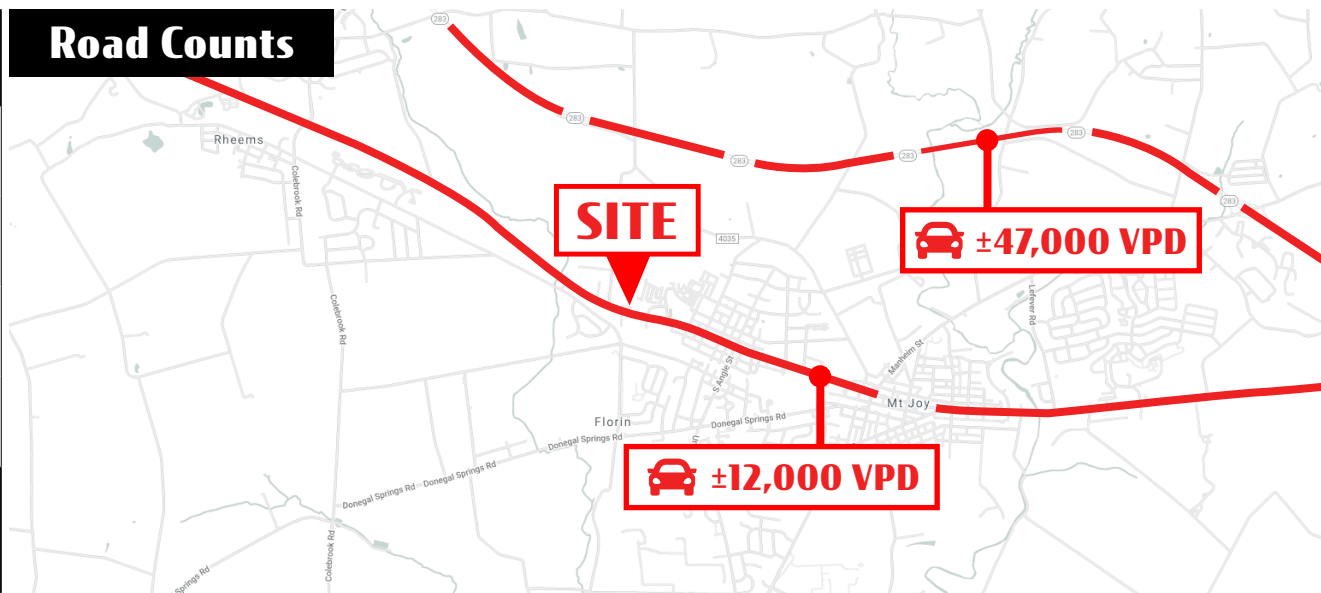 Road Counts
283
Rheems
283
283
283
283
283
Colebrook Rd
SITE
4035
±47,000 VPD
Lefever Rd
Colebrook Rd
Manheim St
S Angle St
Mt Joy
Florin
Donegal Springs Rd
Donegal Springs Rd
±12,000 VPD
Donegal Springs Rd
Donegal Springs Rd
Colebrook Rd
Springs Rd